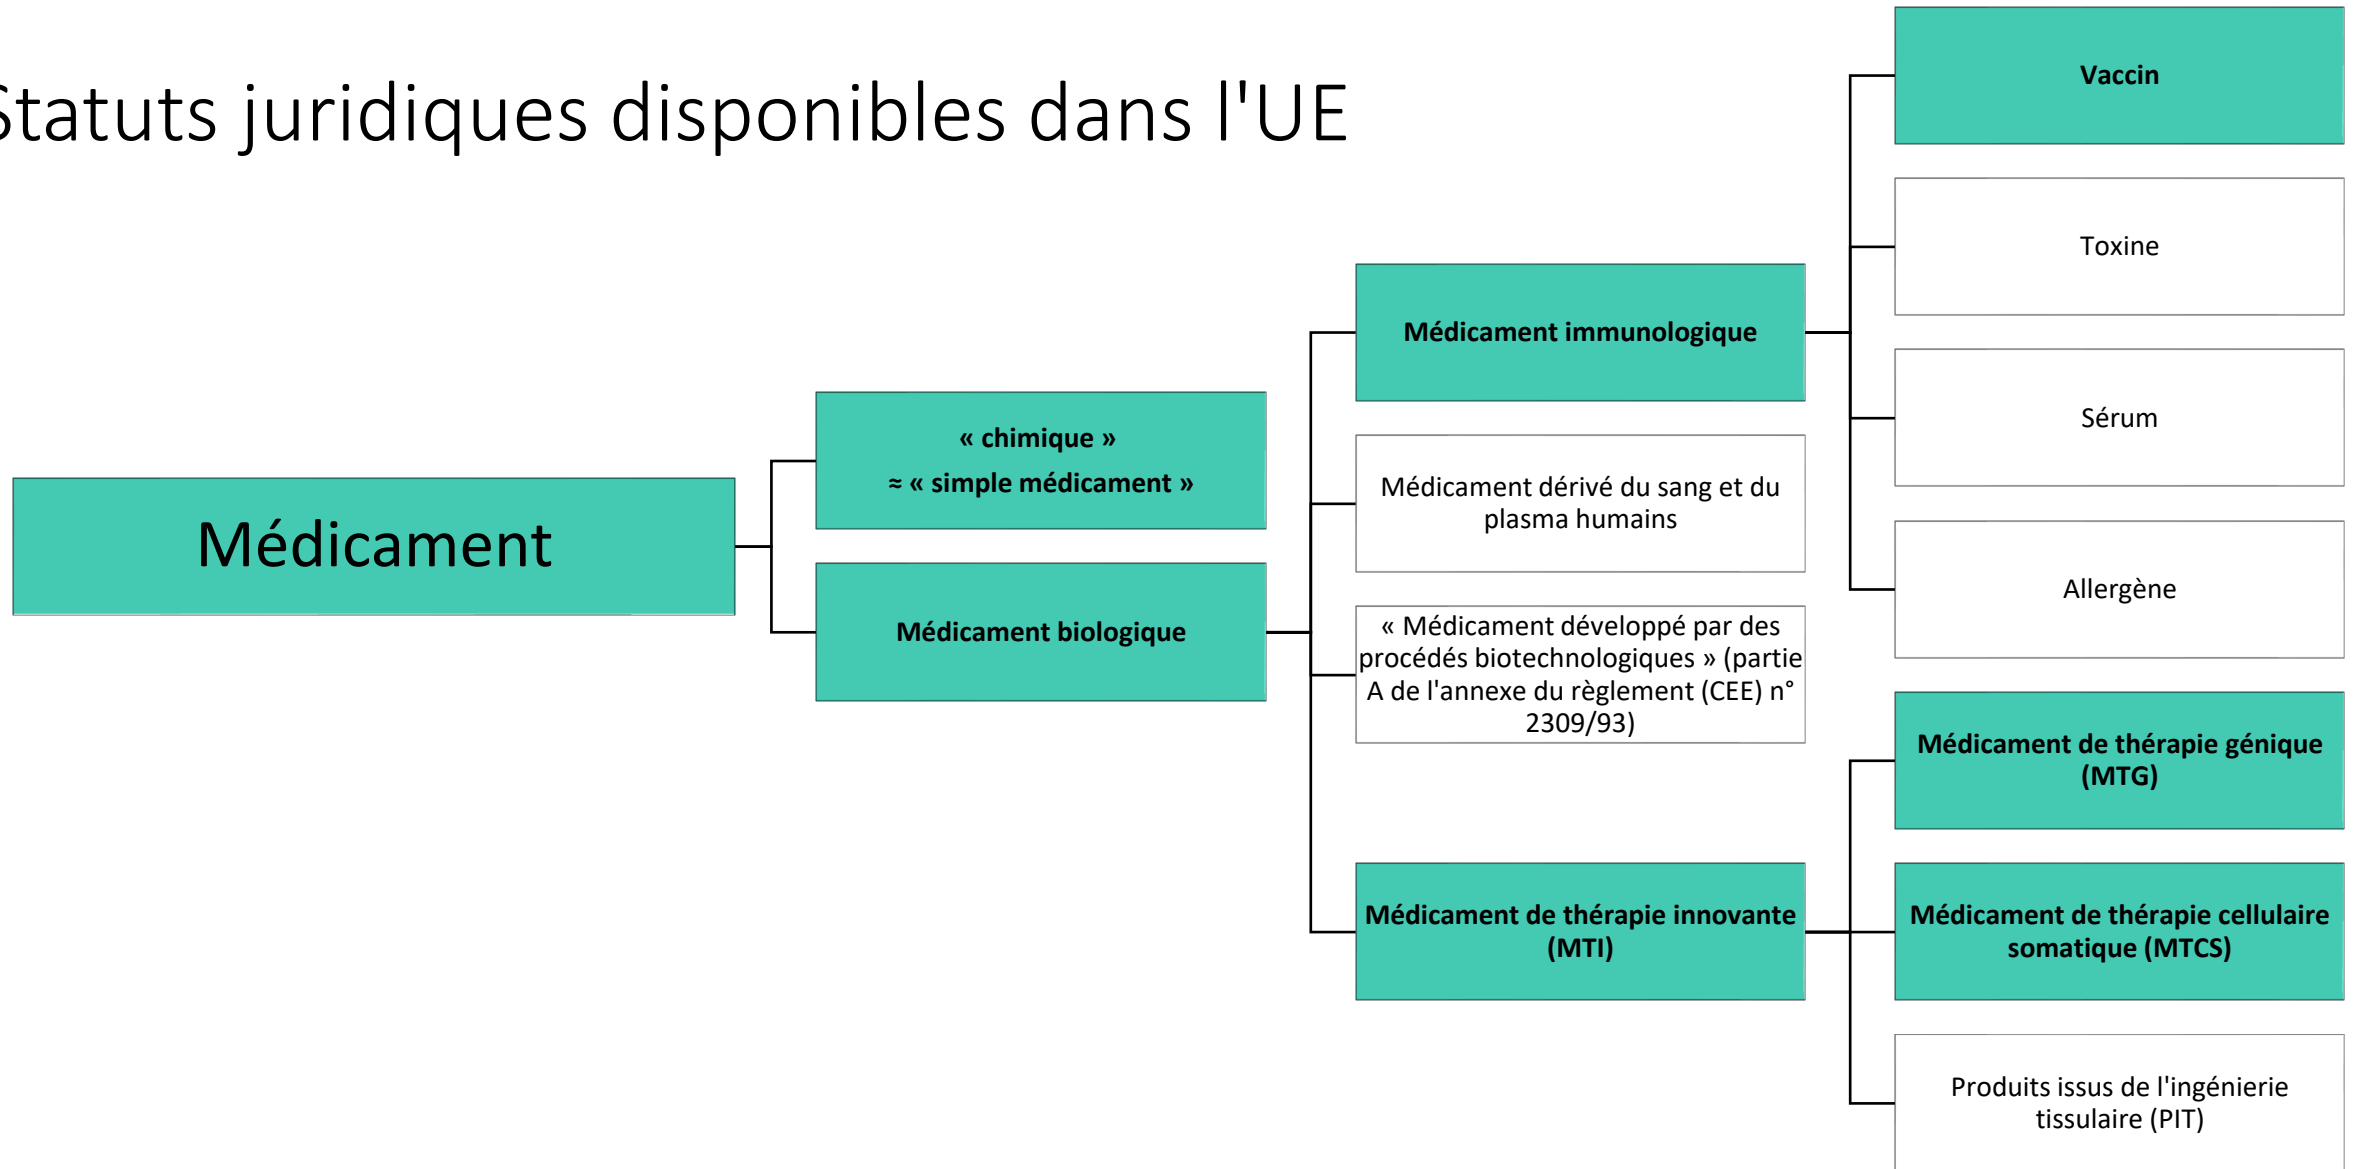 Statuts juridiques disponibles dans l'UE
Médicament
« chimique »
≈ « simple médicament »
Médicament biologique
Médicament immunologique
Médicament dérivé du sang et du
plasma humains
« Médicament développé par des
procédés biotechnologiques » (partie
A de l'annexe du règlement (CEE) n°
2309/93)
Médicament de thérapie innovante
(MTI)
Vaccin
Toxine
Sérum
Allergène
Médicament de thérapie génique
(MTG)
Médicament de thérapie cellulaire
somatique (MTCS)
Produits issus de l'ingénierie
tissulaire (PIT)